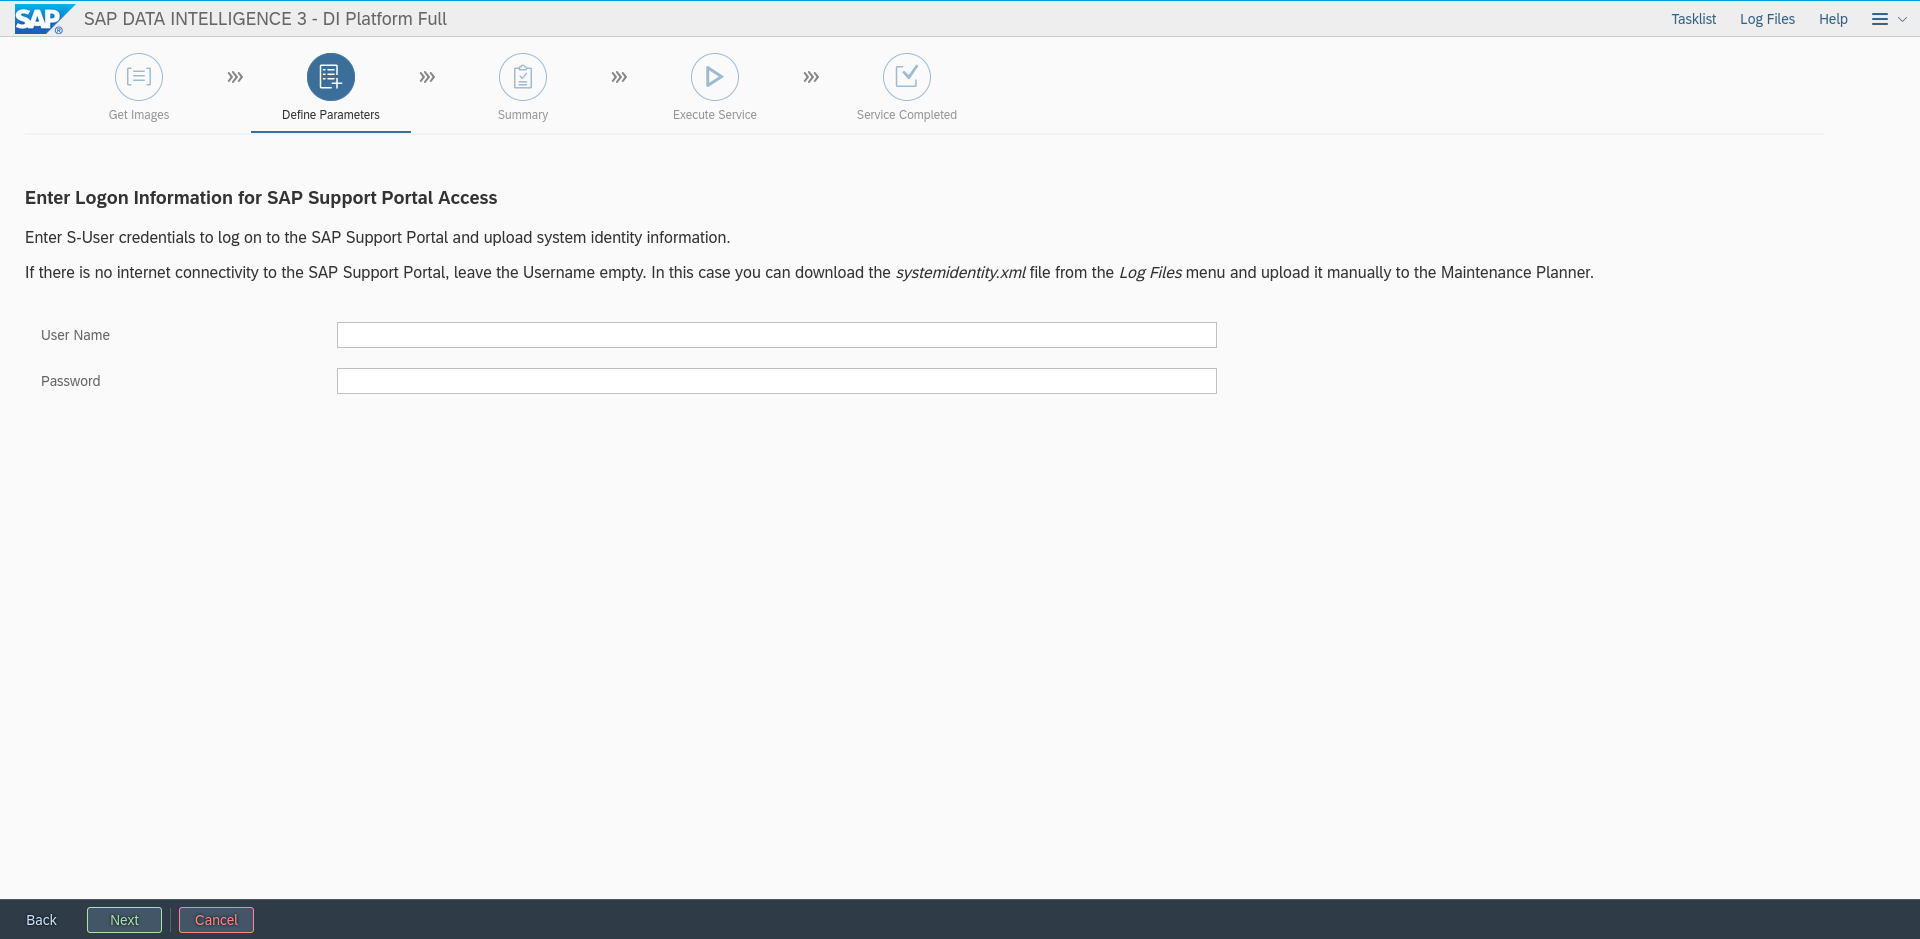 SAP® SAP DATA INTELLIGENCE 3 - DI Platform Full Tasklist Log Files Help
Get Images Define Parameters Summary Execute Service Service Completed
Enter Logon Information for SAP Support Portal Access
Enter S-User credentials to log on to the SAP Support Portal and upload system identity information.
If there is no internet connectivity to the SAP Support Portal, leave the Username empty. In this case you can download the systemidentity.xml file from the Log Files menu and upload it manually to the Maintenance Planner.
User Name
Password
Back Next Cancel